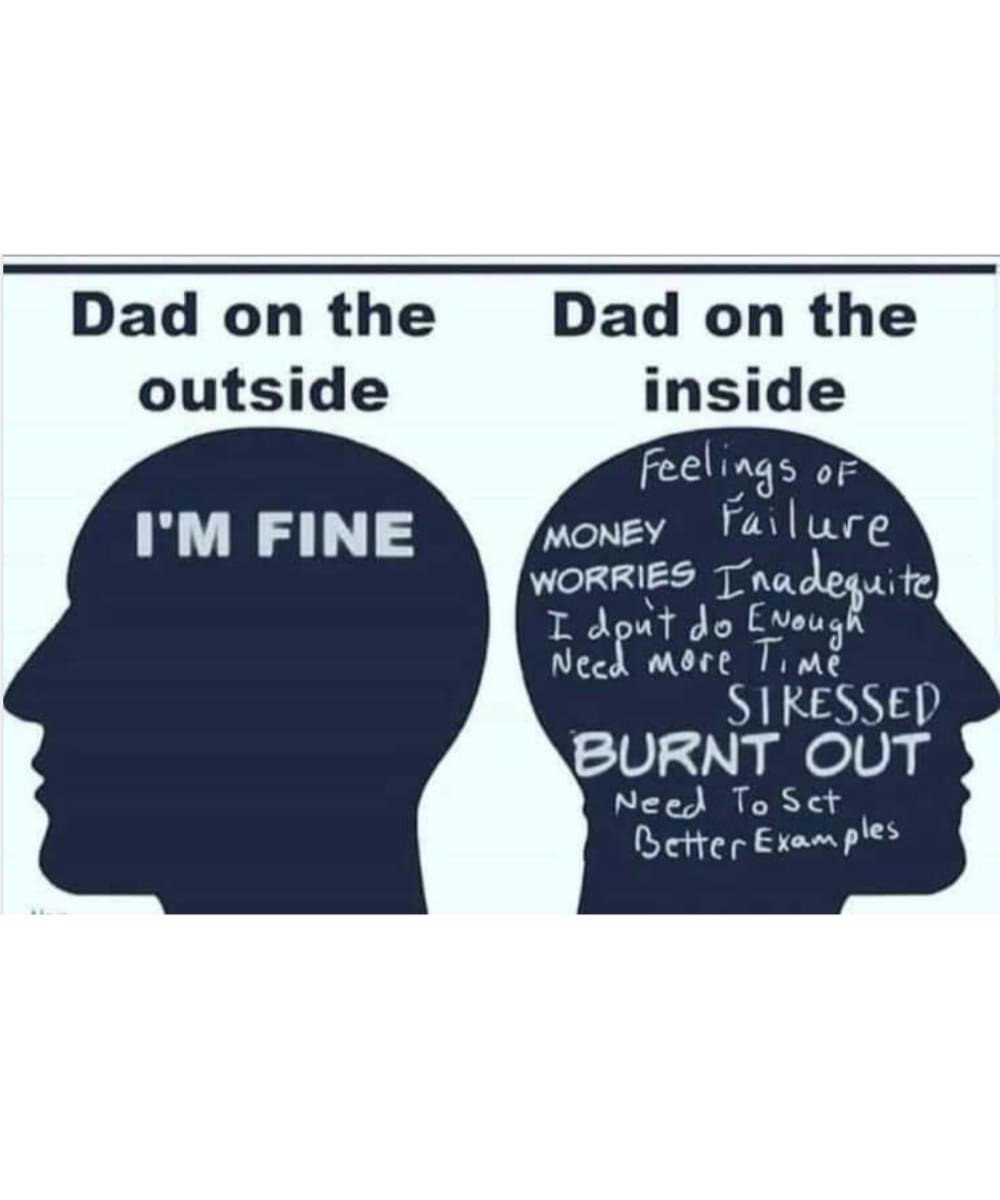 Dad on the
outside
I'M FINE
Dad on the
inside
Feelings OF
Failure
MONEY
WORRIES
Inadequite
I don't do ENough
Need more Time
STRESSED
BURNT OUT
Need To Set
Better Examples